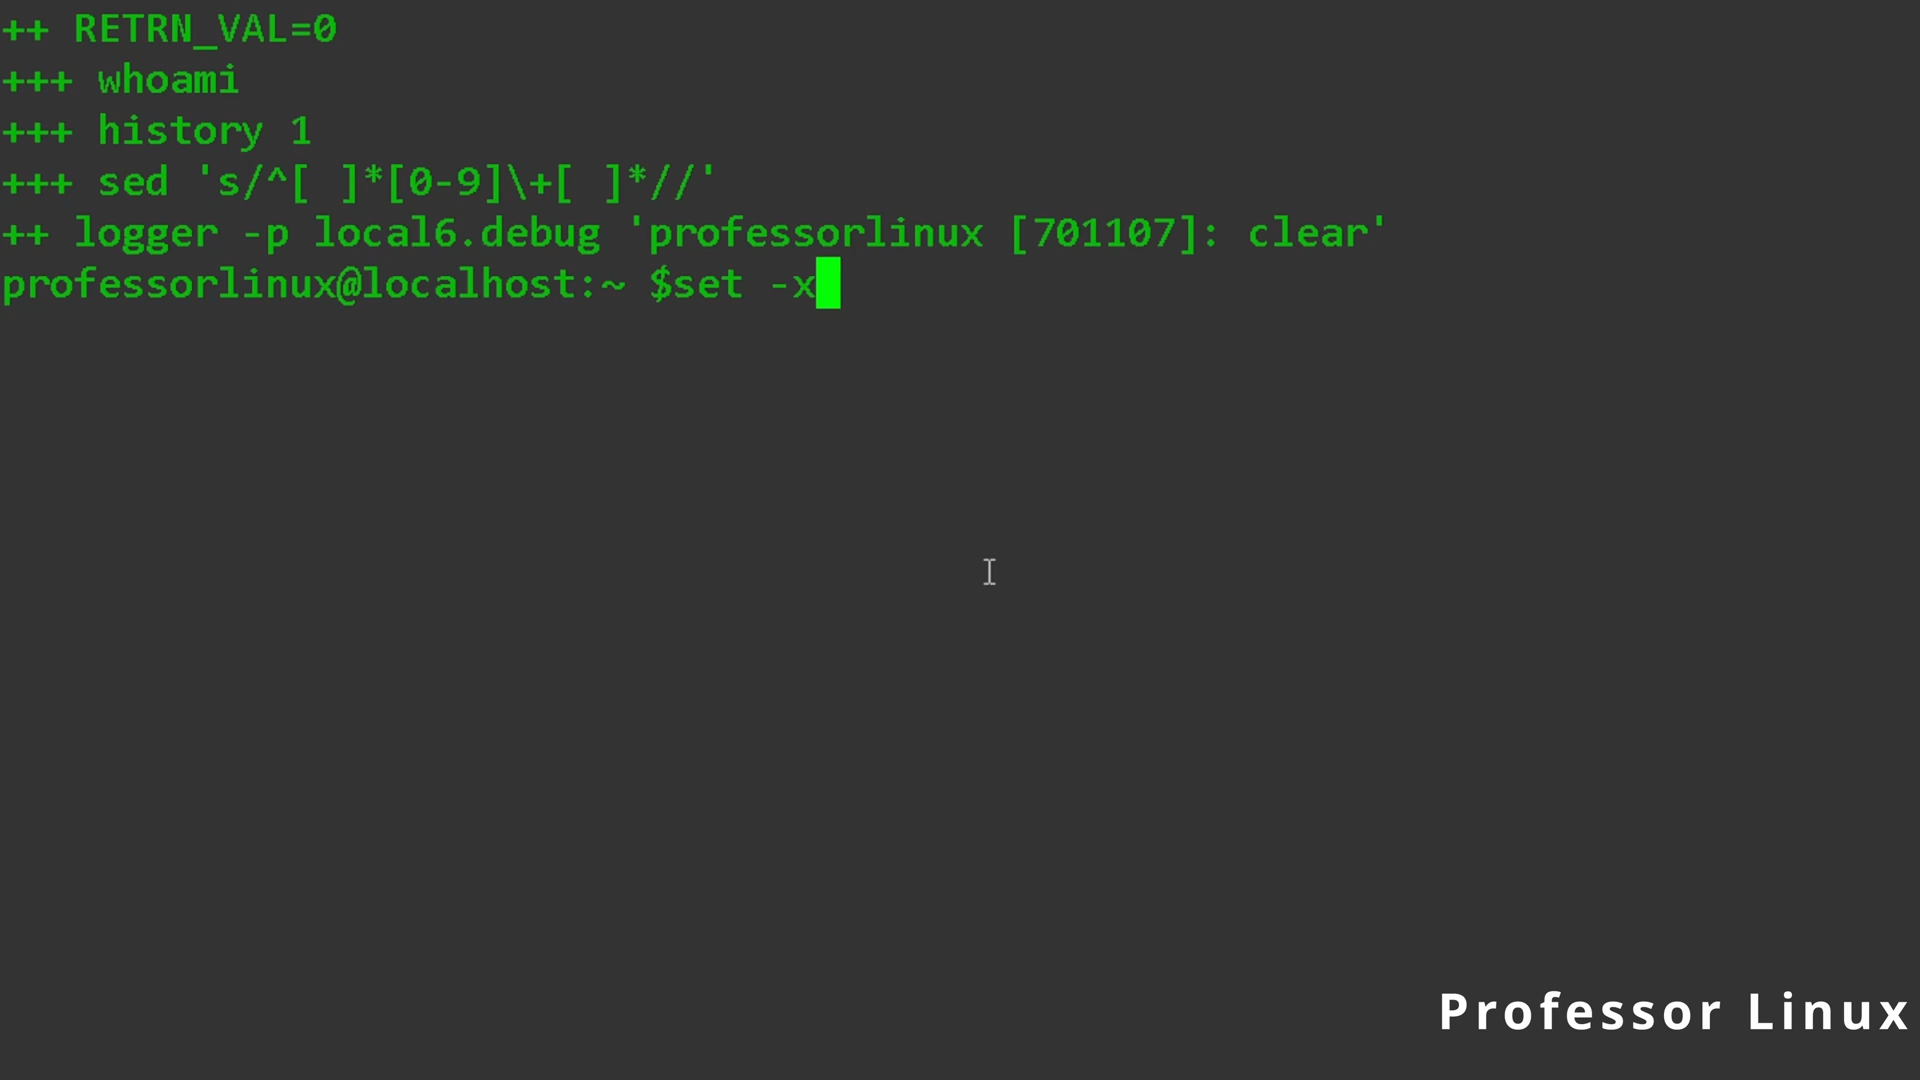 ++ RETRN_VAL=0
+++ whoami
+++ history 1
+++ sed 's/^[ ]*[0-9]\+[ ]*//'
++ logger -p local6.debug 'professorlinux [701107]: clear'
professorlinux@localhost:~ $set -x
Professor Linux